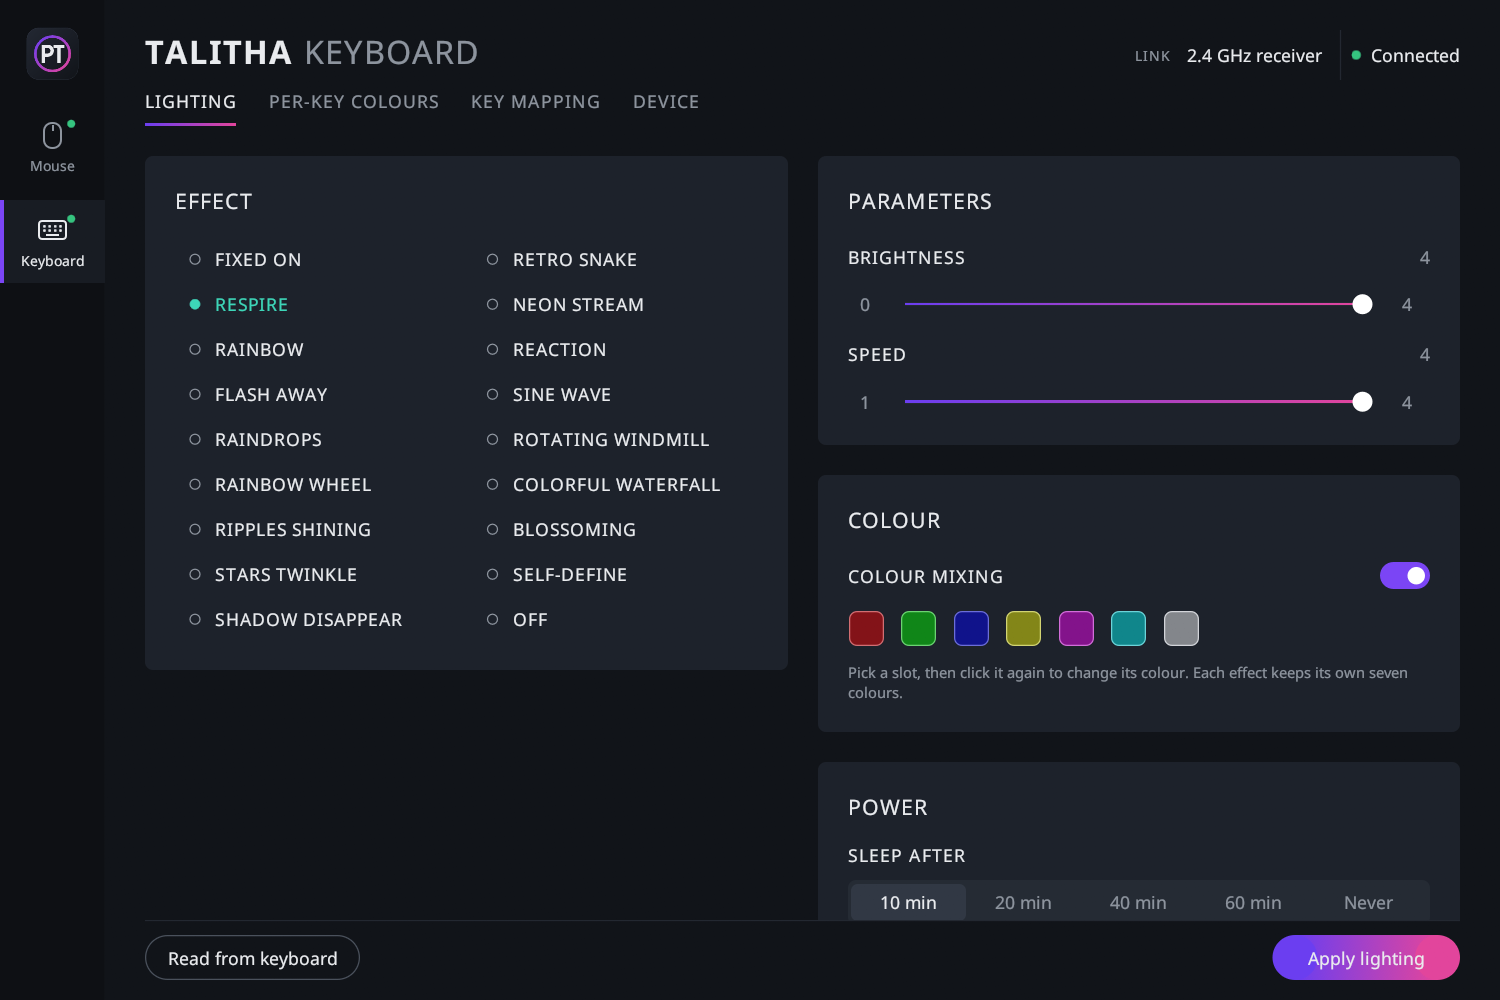 PT
Mouse
Keyboard
TALITHA KEYBOARD
LINK 2.4 GHz receiver Connected
LIGHTING PER-KEY COLOURS KEY MAPPING DEVICE
EFFECT
FIXED ON
RESPIRE
RAINBOW
FLASH AWAY
RAINDROPS
RAINBOW WHEEL
RIPPLES SHINING
STARS TWINKLE
SHADOW DISAPPEAR
RETRO SNAKE
NEON STREAM
REACTION
SINE WAVE
ROTATING WINDMILL
COLORFUL WATERFALL
BLOSSOMING
SELF-DEFINE
OFF
PARAMETERS
BRIGHTNESS 4
0 4
SPEED 4
1 4
COLOUR
COLOUR MIXING
Pick a slot, then click it again to change its colour. Each effect keeps its own seven
colours.
POWER
SLEEP AFTER
10 min 20 min 40 min 60 min Never
Read from keyboard
Apply lighting